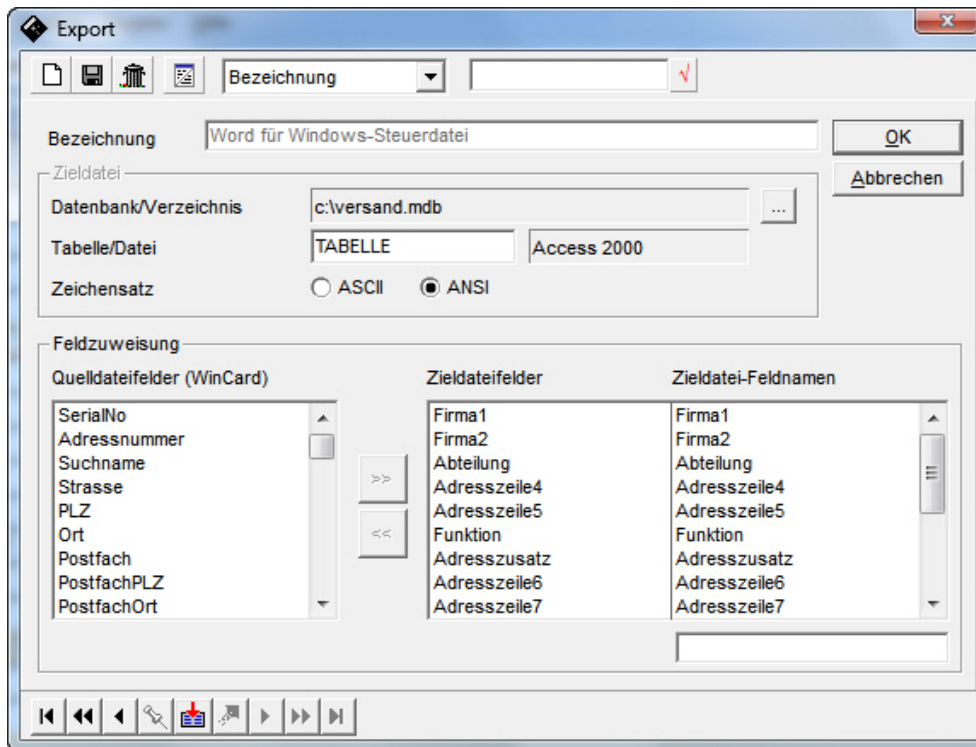 Export
Bezeichnung
Bezeichnung Word für Windows-Steuerdatei OK
Zieldatei Abbrechen
Datenbank/Verzeichnis c:\versand.mdb ...
Tabelle/Datei TABELLE Access 2000
Zeichensatz ASCII ANSI
Feldzuweisung
Quelldateifelder (WinCard) Zieldateifelder Zieldatei-Feldnamen
SerialNo Firma1 Firma1
Adressnummer Firma2 Firma2
Suchname Abteilung Abteilung
Strasse >> Adresszeile4 Adresszeile4
PLZ Adresszeile5 Adresszeile5
Ort << Funktion Funktion
Postfach Adresszusatz Adresszusatz
PostfachPLZ Adresszeile6 Adresszeile6
PostfachOrt Adresszeile7 Adresszeile7